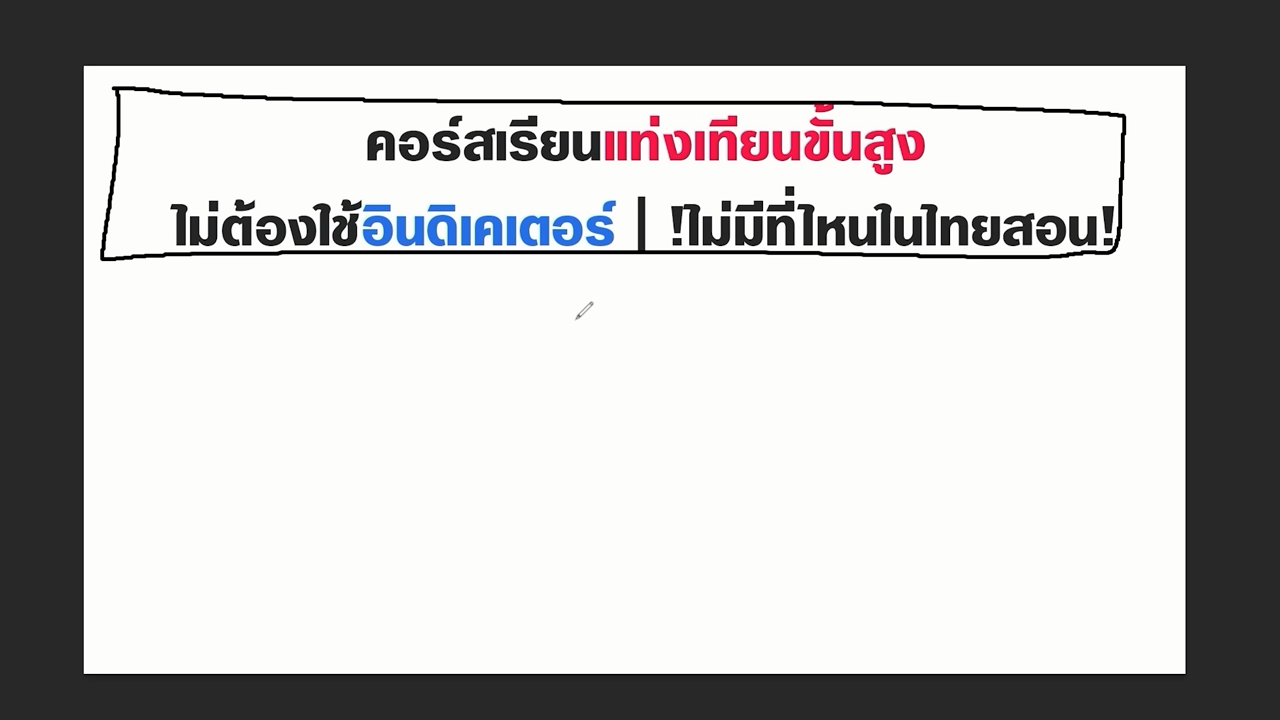 คอร์สเรียนแท่งเทียนขั้นสูง
ไม่ต้องใช้อินดิเคเตอร์ | !ไม่มีที่ไหนในไทยสอน!